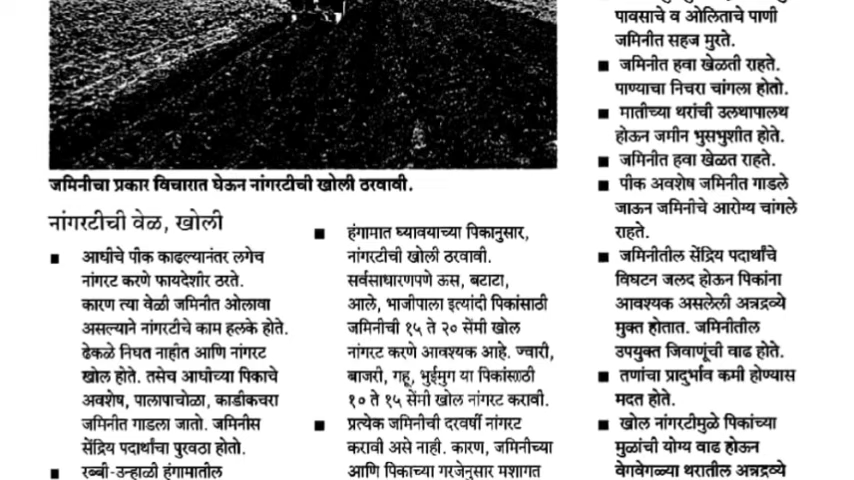 जमिनीचा प्रकार विचारात घेऊन नांगरटीची खोली ठरवावी.
नांगरटीची वेळ, खोली
■ आधीचे पीक काढल्यानंतर लगेच
नांगरट करणे फायदेशीर ठरते.
कारण त्या वेळी जमिनीत ओलावा
असल्याने नांगरटीचे काम हलके होते.
ढेकळे निघत नाहीत आणि नांगरट
खोल होते. तसेच आधीच्या पिकाचे
अवशेष, पालापाचोळा, काडीकचरा
जमिनीत गाडला जातो. जमिनीस
सेंद्रिय पदार्थांचा पुरवठा होतो.
■ रब्बी-उन्हाळी हंगामातील
■ हंगामात घ्यावयाच्या पिकानुसार,
नांगरटीची खोली ठरवावी.
सर्वसाधारणपणे ऊस, बटाटा,
आले, भाजीपाला इत्यादी पिकांसाठी
जमिनीची १५ ते २० सेंमी खोल
नांगरट करणे आवश्यक आहे. ज्वारी,
बाजरी, गहू, भुईमुग या पिकांसाठी
१० ते १५ सेंमी खोल नांगरट करावी.
■ प्रत्येक जमिनीची दरवर्षी नांगरट
करावी असे नाही. कारण, जमिनीच्या
आणि पिकाच्या गरजेनुसार मशागत
पावसाचे व ओलिताचे पाणी
जमिनीत सहज मुरते.
■ जमिनीत हवा खेळती राहते.
पाण्याचा निचरा चांगला होतो.
■ मातीच्या थरांची उलथापालथ
होऊन जमीन भुसभुशीत होते.
■ जमिनीत हवा खेळत राहते.
■ पीक अवशेष जमिनीत गाडले
जाऊन जमिनीचे आरोग्य चांगले
राहते.
■ जमिनीतील सेंद्रिय पदार्थांचे
विघटन जलद होऊन पिकांना
आवश्यक असलेली अन्नद्रव्ये
मुक्त होतात. जमिनीतील
उपयुक्त जिवाणूंची वाढ होते.
■ तणांचा प्रादुर्भाव कमी होण्यास
मदत होते.
■ खोल नांगरटीमुळे पिकांच्या
मुळांची योग्य वाढ होऊन
वेगवेगळ्या थरातील अन्नद्रव्ये